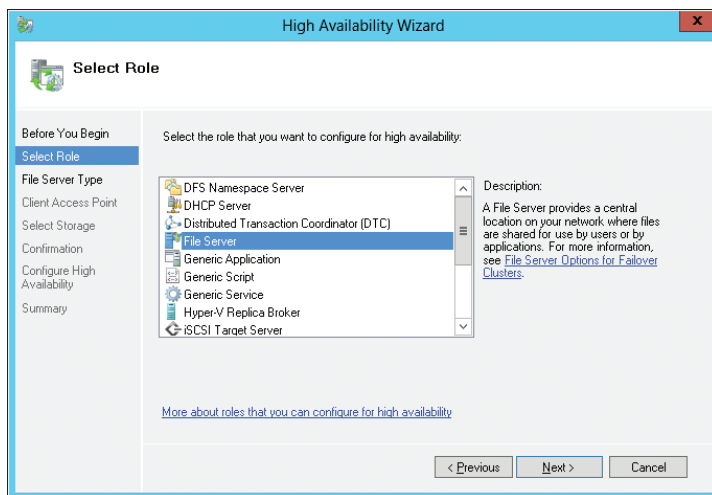 High Availability Wizard
x
Select Role
Before You Begin
Select Role
File Server Type
Client Access Point
Select Storage
Confirmation
Configure High
Availability
Summary
Select the role that you want to configure for high availability:
DFS Namespace Server
DHCP Server
Distributed Transaction Coordinator (DTC)
File Server
Generic Application
Generic Script
Generic Service
Hyper-V Replica Broker
iSCSI Target Server
Description:
A File Server provides a central
location on your network where files
are shared for use by users or by
applications. For more information,
see File Server Options for Failover
Clusters.
More about roles that you can configure for high availability
< Previous
Next >
Cancel